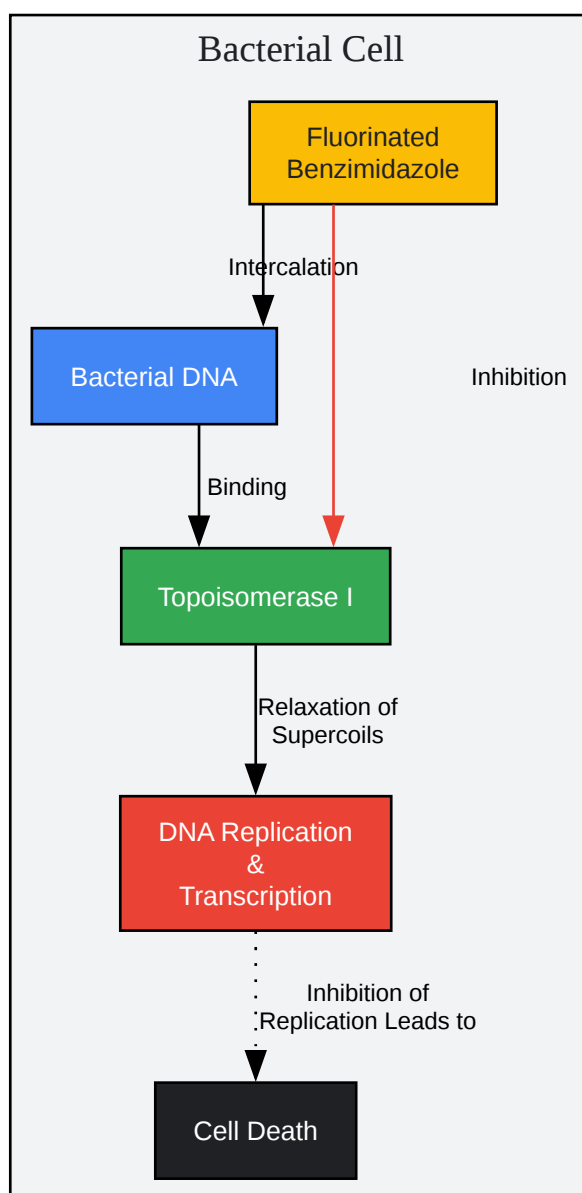 Bacterial Cell
Fluorinated
Benzimidazole
Intercalation
Bacterial DNA
Inhibition
Binding
Topoisomerase I
Relaxation of
Supercoils
DNA Replication
&
Transcription
Inhibition of
Replication Leads to
Cell Death